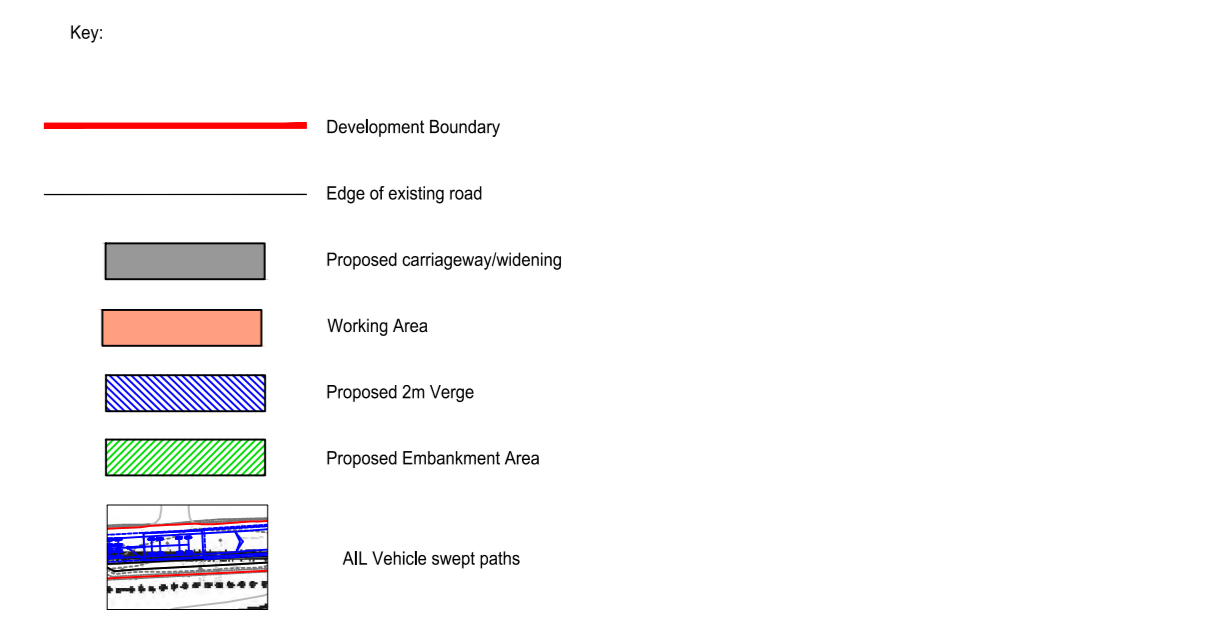 Key:
Development Boundary
Edge of existing road
Proposed carriageway/widening
Working Area
Proposed 2m Verge
Proposed Embankment Area
AIL Vehicle swept paths